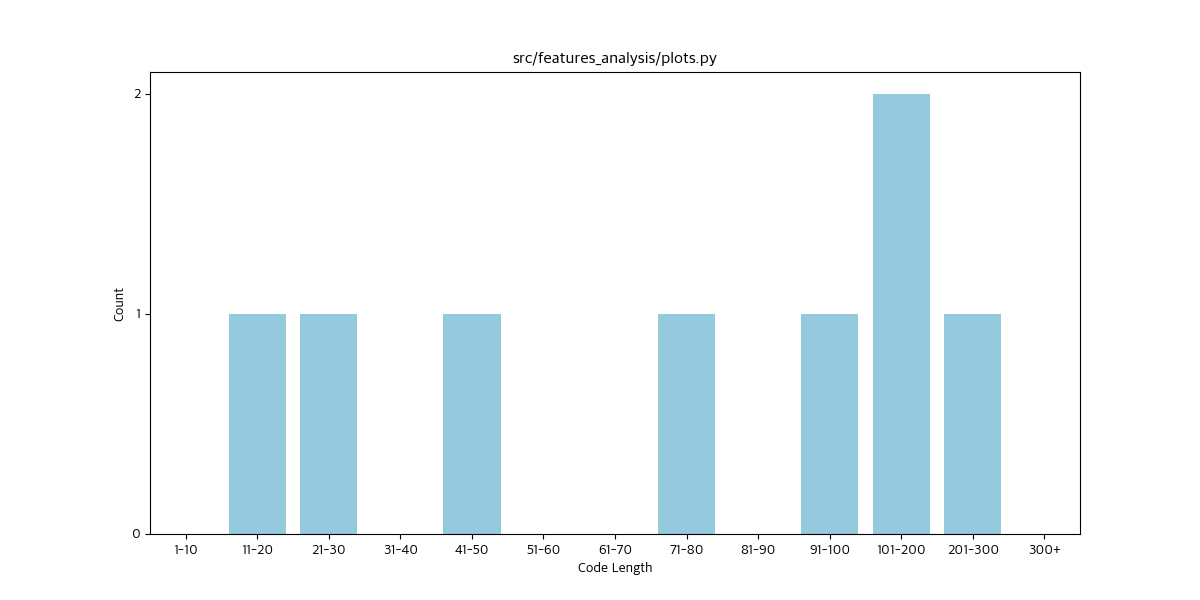 src/features_analysis/plots.py
2
1
0
Count
1-10 11-20 21-30 31-40 41-50 51-60 61-70 71-80 81-90 91-100 101-200 201-300 300+
Code Length